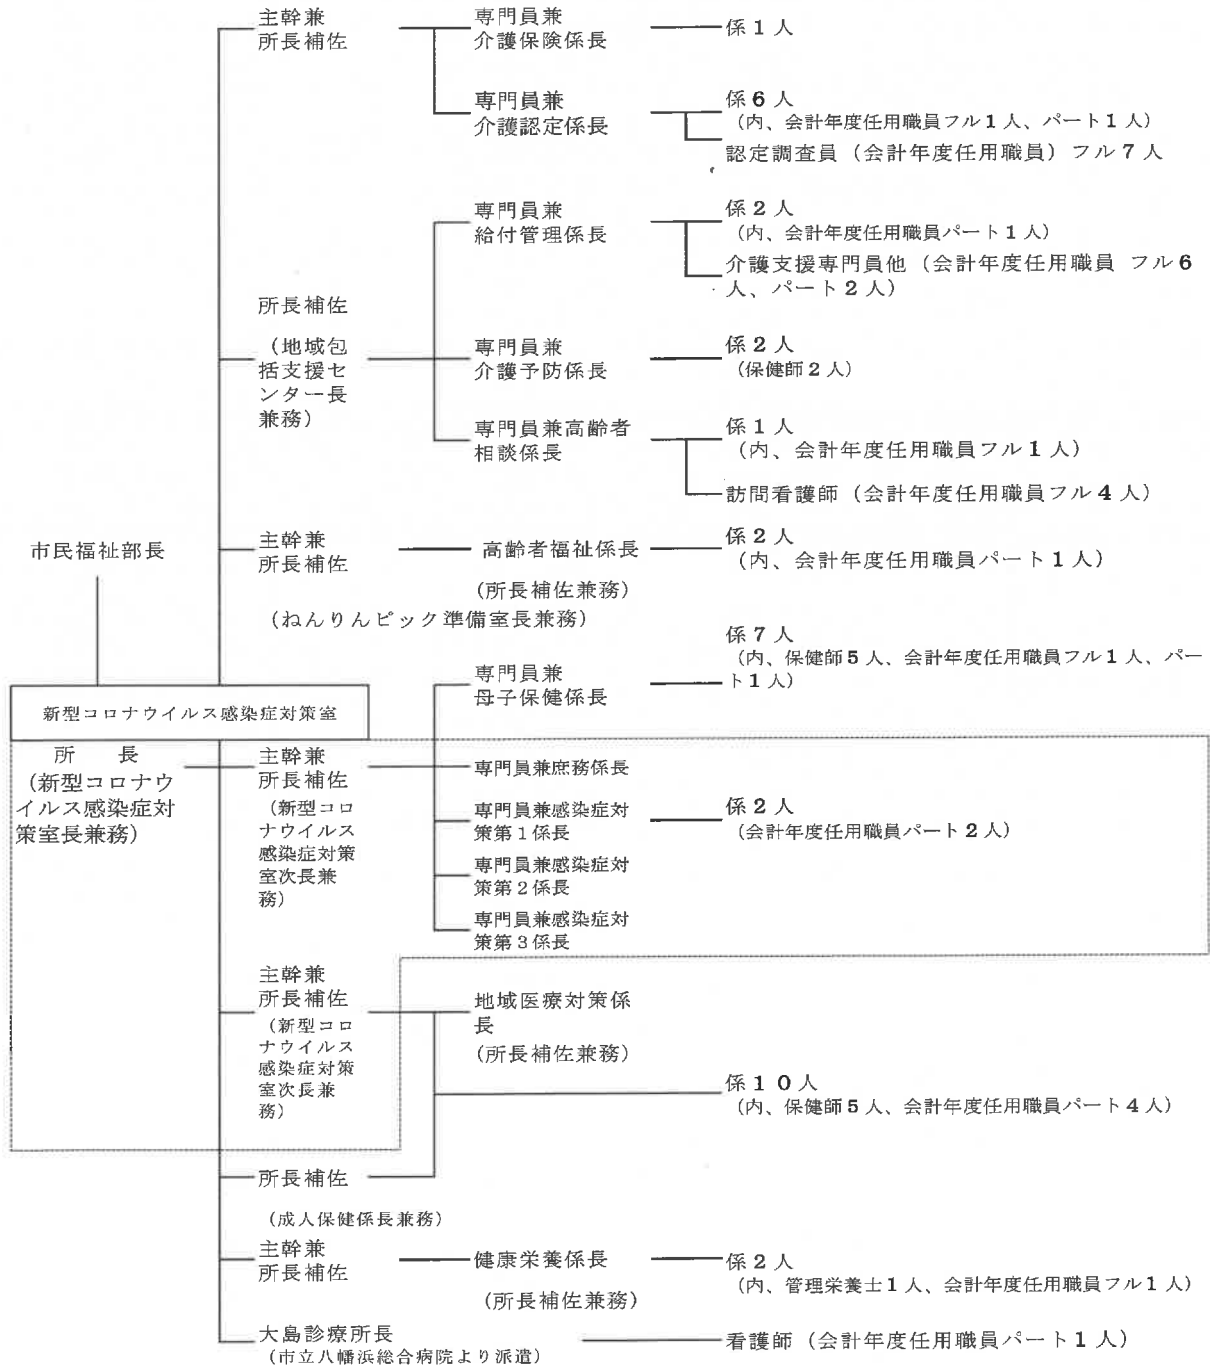 主幹兼
所長補佐
専門員兼
介護保険係長
係1人
専門員兼
介護認定係長
係6人
（内、会計年度任用職員フル1人、パート1人）
認定調査員（会計年度任用職員）フル7人
所長補佐
（地域包
括支援セ
ンター長
兼務）
専門員兼
給付管理係長
係2人
（内、会計年度任用職員パート1人）
介護支援専門員他（会計年度任用職員 フル6
人、パート2人）
専門員兼
介護予防係長
係2人
（保健師2人）
専門員兼高齢者
相談係長
係1人
（内、会計年度任用職員フル1人）
訪問看護師（会計年度任用職員フル4人）
市民福祉部長
主幹兼
所長補佐
（ねんりんピック準備室長兼務）
高齢者福祉係長
（所長補佐兼務）
係2人
（内、会計年度任用職員パート1人）
専門員兼
母子保健係長
係7人
（内、保健師5人、会計年度任用職員フル1人、パー
ト1人）
新型コロナウイルス感染症対策室
所　長
（新型コロナウ
イルス感染症対
策室長兼務）
主幹兼
所長補佐
（新型コロ
ナウイルス
感染症対策
室次長兼
務）
専門員兼庶務係長
専門員兼感染症対
策第1係長
係2人
（会計年度任用職員パート2人）
専門員兼感染症対
策第2係長
専門員兼感染症対
策第3係長
主幹兼
所長補佐
（新型コロ
ナウイルス
感染症対策
室次長兼
務）
地域医療対策係
長
（所長補佐兼務）
係10人
（内、保健師5人、会計年度任用職員パート4人）
所長補佐
（成人保健係長兼務）
主幹兼
所長補佐
健康栄養係長
（所長補佐兼務）
係2人
（内、管理栄養士1人、会計年度任用職員フル1人）
大島診療所長
（市立八幡浜総合病院より派遣）
看護師（会計年度任用職員パート1人）